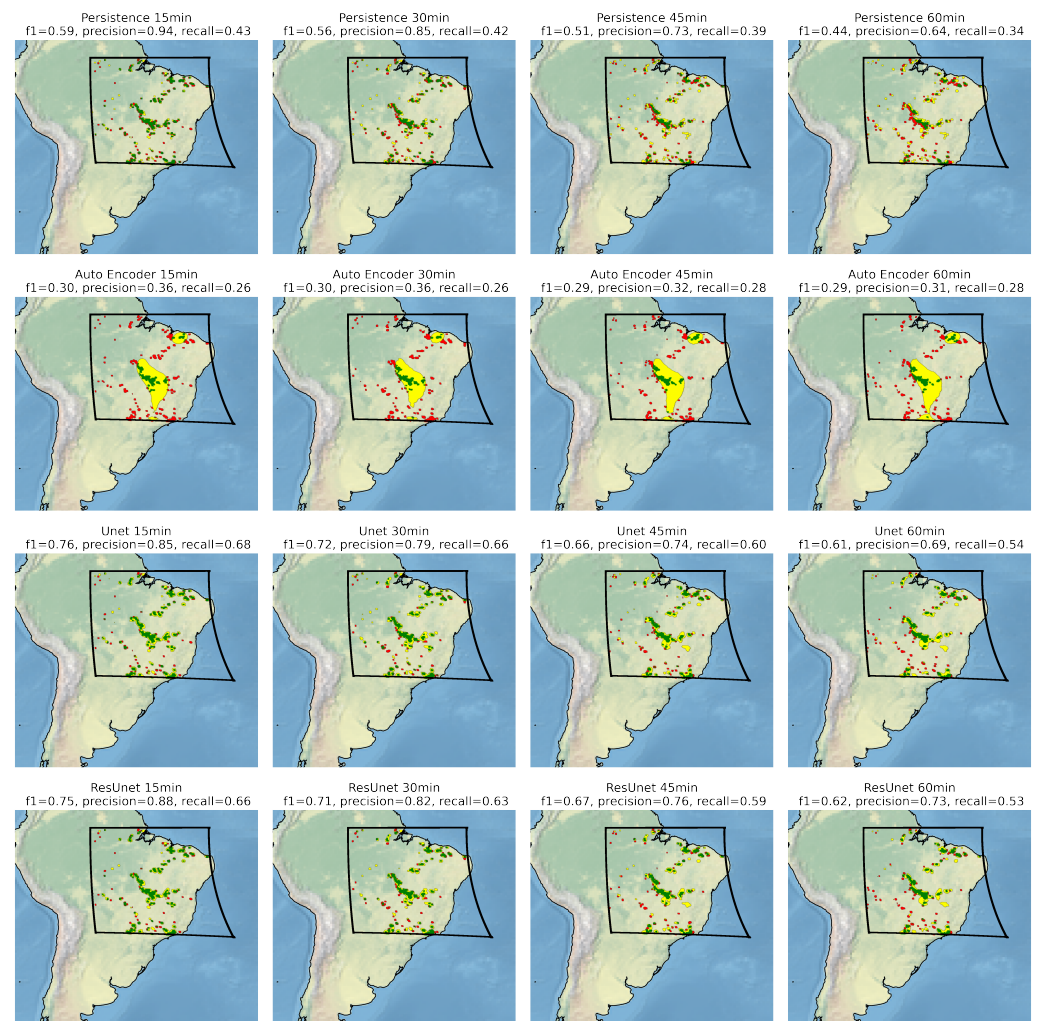 Persistence 15min
f1=0.59, precision=0.94, recall=0.43
Persistence 30min
f1=0.56, precision=0.85, recall=0.42
Persistence 45min
f1=0.51, precision=0.73, recall=0.39
Persistence 60min
f1=0.44, precision=0.64, recall=0.34
Auto Encoder 15min
f1=0.30, precision=0.36, recall=0.26
Auto Encoder 30min
f1=0.30, precision=0.36, recall=0.26
Auto Encoder 45min
f1=0.29, precision=0.32, recall=0.28
Auto Encoder 60min
f1=0.29, precision=0.31, recall=0.28
Unet 15min
f1=0.76, precision=0.85, recall=0.68
Unet 30min
f1=0.72, precision=0.79, recall=0.66
Unet 45min
f1=0.66, precision=0.74, recall=0.60
Unet 60min
f1=0.61, precision=0.69, recall=0.54
ResUnet 15min
f1=0.75, precision=0.88, recall=0.66
ResUnet 30min
f1=0.71, precision=0.82, recall=0.63
ResUnet 45min
f1=0.67, precision=0.76, recall=0.59
ResUnet 60min
f1=0.62, precision=0.73, recall=0.53